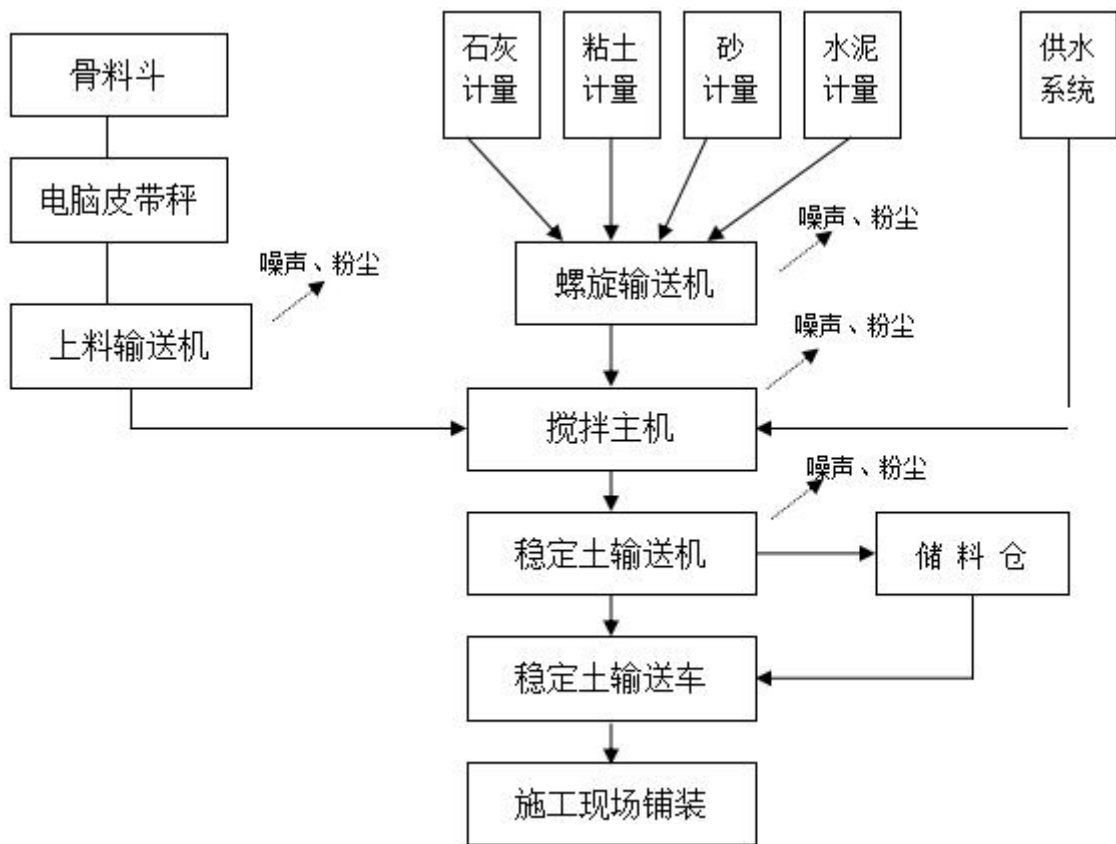 石灰
计量
粘土
计量
砂
计量
水泥
计量
供水
系统
骨料斗
电脑皮带秤
上料输送机
噪声、粉尘
螺旋输送机
噪声、粉尘
噪声、粉尘
搅拌主机
噪声、粉尘
稳定土输送机
储 料 仓
稳定土输送车
施工现场铺装